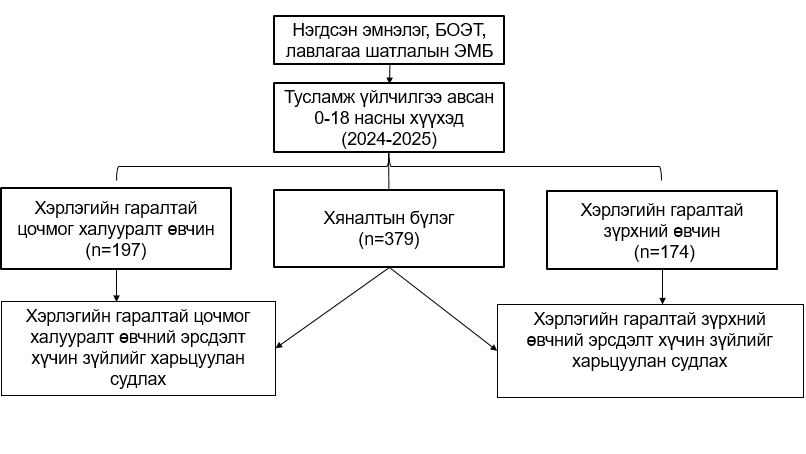 Нэгдсэн эмнэлэг, БОЭТ,
лавлагаа шатлалын ЭМБ
Тусламж үйлчилгээ авсан
0-18 насны хүүхэд
(2024-2025)
Хэрлэгийн гаралтай
цочмог халууралт өвчин
(n=197)
Хяналтын бүлэг
(n=379)
Хэрлэгийн гаралтай
зүрхний өвчин
(n=174)
Хэрлэгийн гаралтай цочмог
халууралт өвчний эрсдэлт
хүчин зүйлийг харьцуулан
судлах
Хэрлэгийн гаралтай зүрхний
өвчний эрсдэлт хүчин зүйлийг
харьцуулан судлах